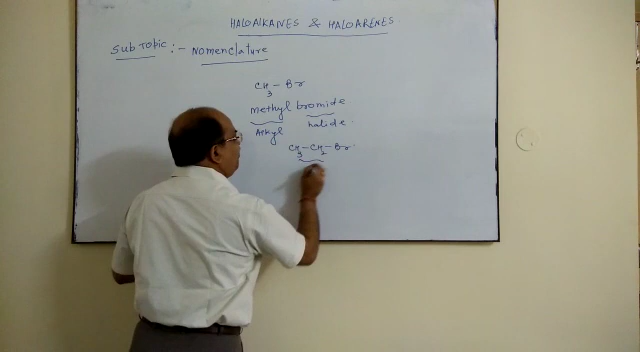 HALOALKANES & HALOARENES
Sub Topic :- Nomenclature
CH3 - Br
methyl bromide
Alkyl halide.
CH3-CH2-Br.